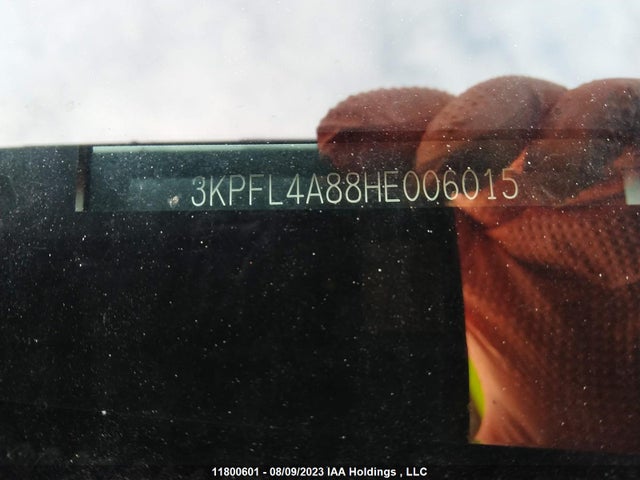 3KPFL4A88HE006015
11800601 - 08/09/2023 IAA Holdings , LLC